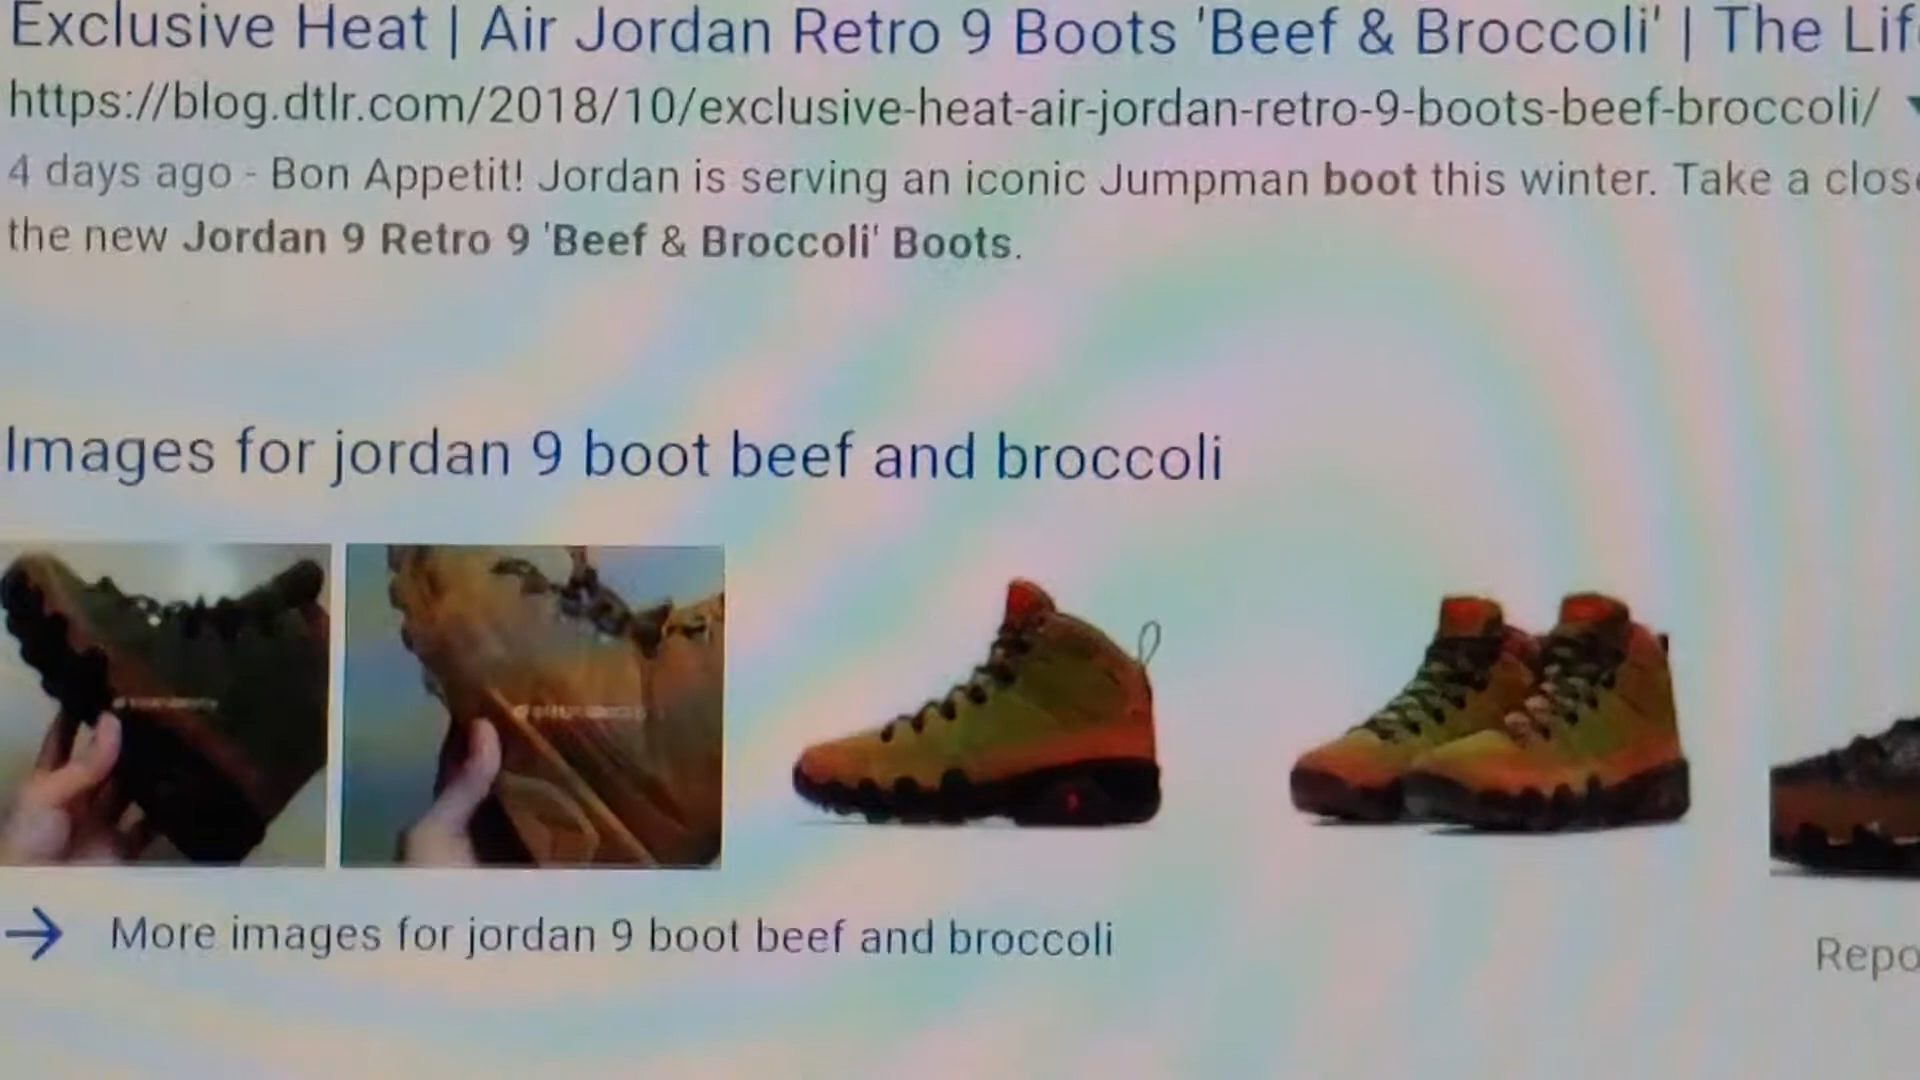 Exclusive Heat | Air Jordan Retro 9 Boots 'Beef & Broccoli' | The Lif
https://blog.dtlr.com/2018/10/exclusive-heat-air-jordan-retro-9-boots-beef-broccoli/
4 days ago - Bon Appetit! Jordan is serving an iconic Jumpman boot this winter. Take a close
the new Jordan 9 Retro 9 'Beef & Broccoli' Boots.
Images for jordan 9 boot beef and broccoli
More images for jordan 9 boot beef and broccoli
Repo